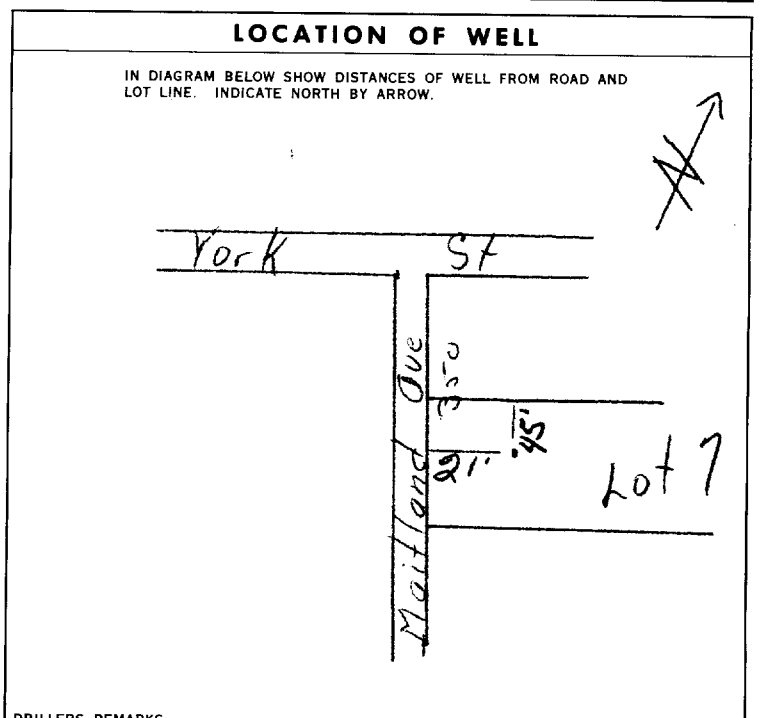 LOCATION OF WELL
IN DIAGRAM BELOW SHOW DISTANCES OF WELL FROM ROAD AND
LOT LINE. INDICATE NORTH BY ARROW.
N
York St
Maitland Ave
350
45'
21'
Lot 7
DRILLERS REMARKS